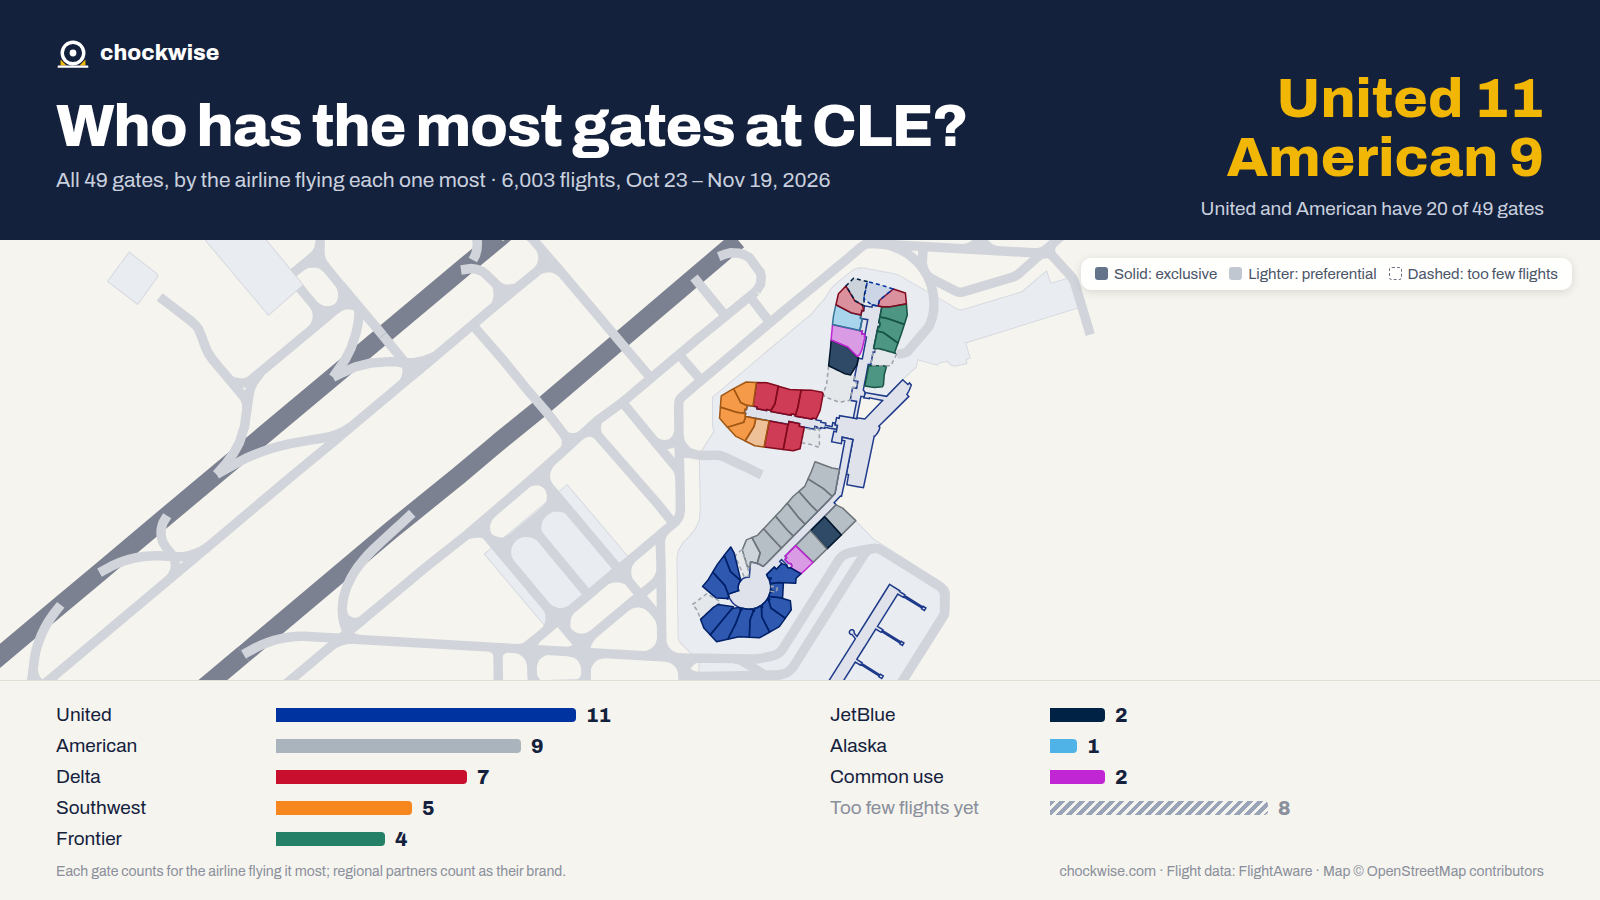 chockwise
Who has the most gates at CLE?
All 49 gates, by the airline flying each one most · 6,003 flights, Oct 23 – Nov 19, 2026
United 11
American 9
United and American have 20 of 49 gates
Solid: exclusive Lighter: preferential Dashed: too few flights
United 11
American 9
Delta 7
Southwest 5
Frontier 4
JetBlue 2
Alaska 1
Common use 2
Too few flights yet 8
Each gate counts for the airline flying it most; regional partners count as their brand.
chockwise.com · Flight data: FlightAware · Map © OpenStreetMap contributors